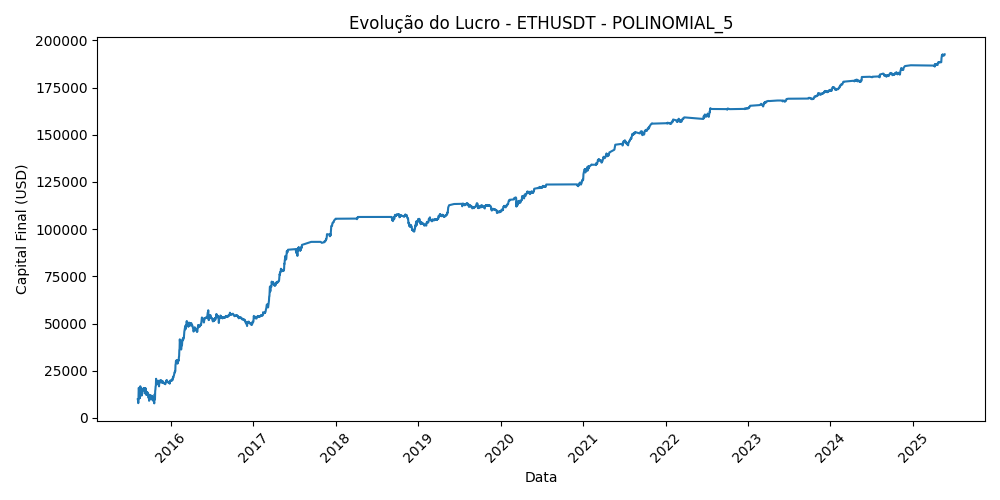 Evolução do Lucro - ETHUSDT - POLINOMIAL_5
Capital Final (USD)
200000
175000
150000
125000
100000
75000
50000
25000
0
2016 2017 2018 2019 2020 2021 2022 2023 2024 2025
Data